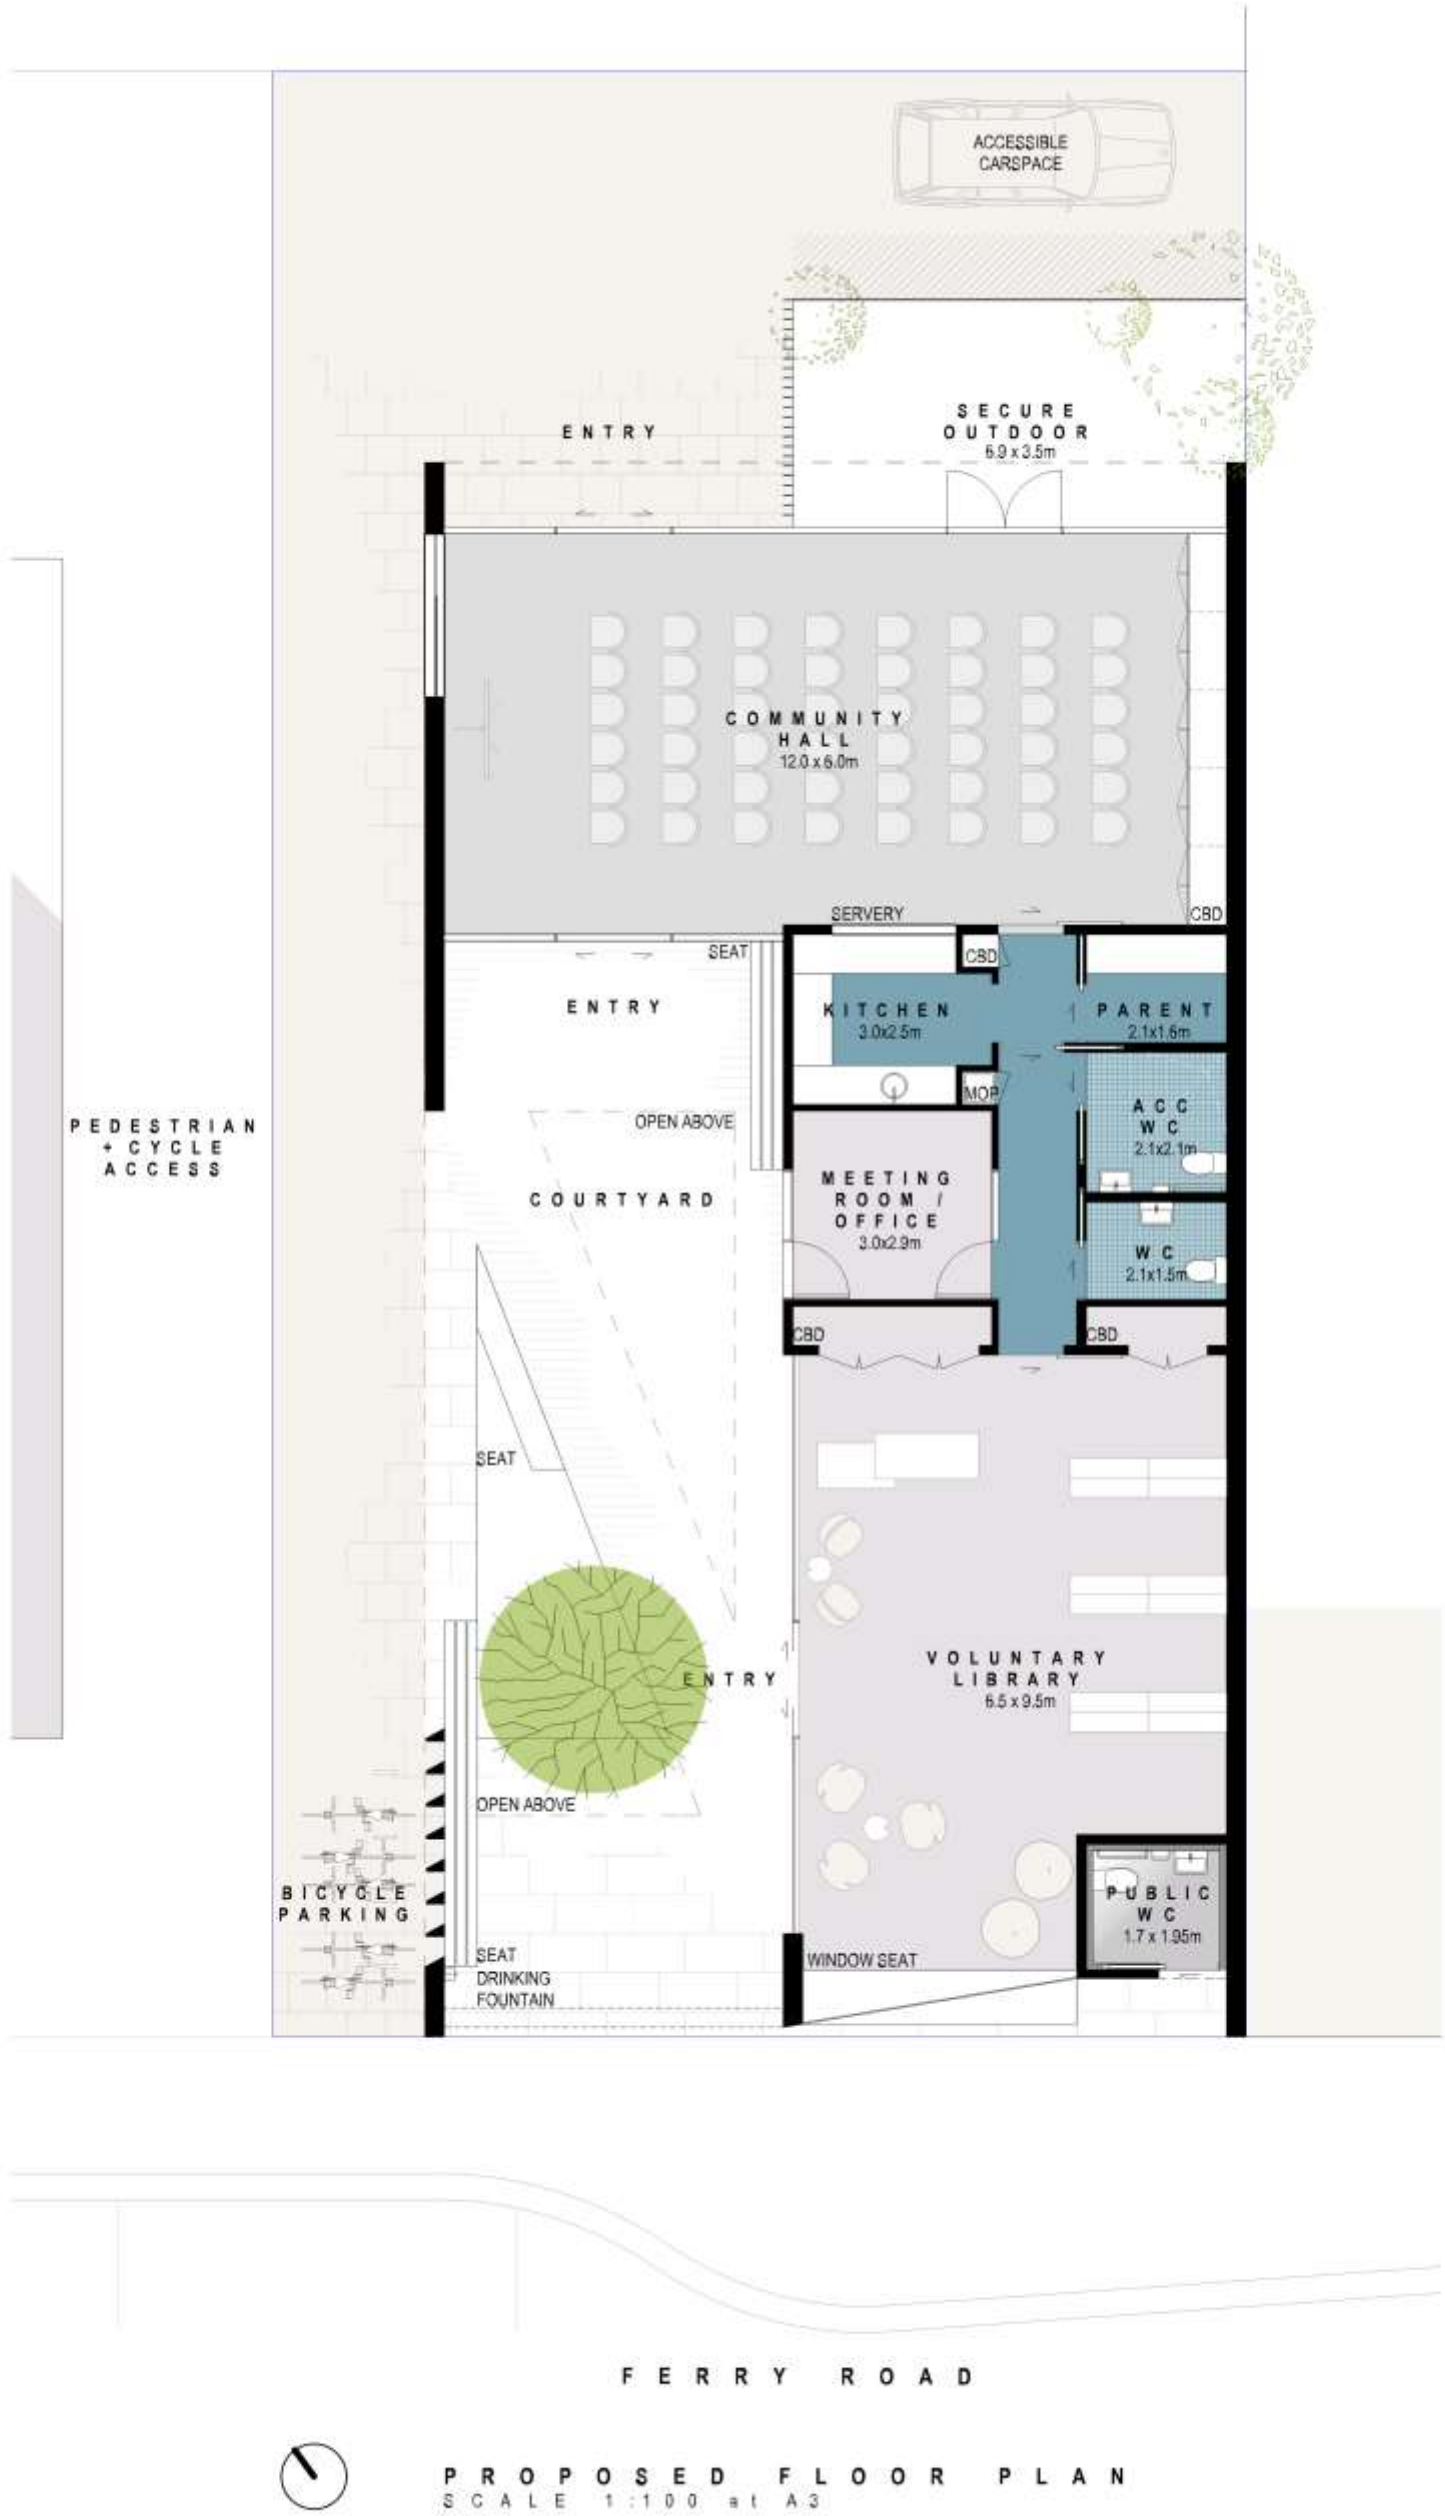 ACCESSIBLE
CARSPACE
SECURE
OUTDOOR
6.9 x 3.5m
ENTRY
COMMUNITY
HALL
12.0 x 6.0m
SERVERY
CBD
SEAT
CBD
ENTRY
KITCHEN
3.0x2.5m
PARENT
2.1x1.6m
MOP
OPEN ABOVE
ACC
WC
2.1x2.1m
PEDESTRIAN
+ CYCLE
ACCESS
COURTYARD
MEETING
ROOM /
OFFICE
3.0x2.9m
WC
2.1x1.5m
CBD
CBD
SEAT
ENTRY
VOLUNTARY
LIBRARY
6.5 x 9.5m
OPEN ABOVE
BICYCLE
PARKING
PUBLIC
WC
1.7 x 1.95m
SEAT
DRINKING
FOUNTAIN
WINDOW SEAT
FERRY ROAD
PROPOSED FLOOR PLAN
SCALE 1:100 at A3